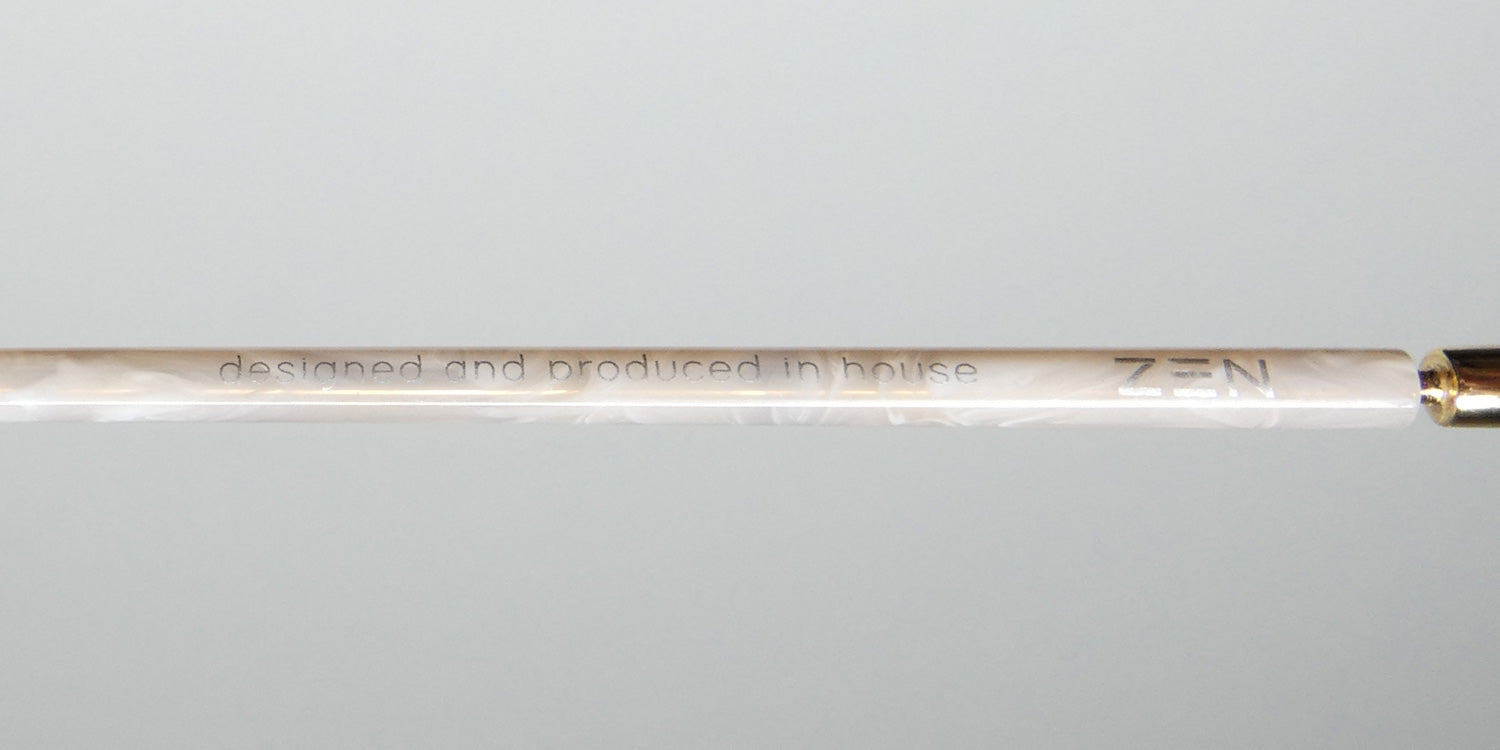 designed and produced in house ZEN